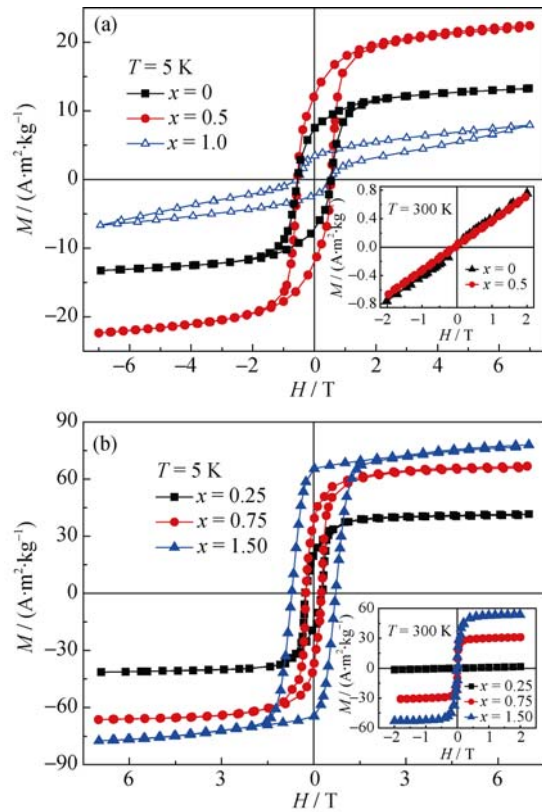 (a)
T = 5 K
x = 0
x = 0.5
x = 1.0
M / (A·m²·kg⁻¹)
20
10
0
−10
−20
−6
−4
−2
0
2
4
6
H / T
T = 300 K
x = 0
x = 0.5
M / (A·m²·kg⁻¹)
0.8
0.4
0.0
−0.4
−0.8
−2
−1
0
1
2
H / T
(b)
T = 5 K
x = 0.25
x = 0.75
x = 1.50
M / (A·m²·kg⁻¹)
90
60
30
0
−30
−60
−90
6
−3
0
3
6
H / T
T = 300 K
x = 0.25
x = 0.75
x = 1.50
M / (A·m²·kg⁻¹)
60
30
0
−30
−60
−2
−1
0
1
2
H / T